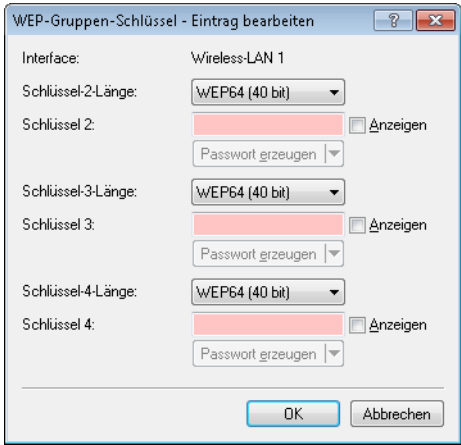 WEP-Gruppen-Schlüssel - Eintrag bearbeiten
Interface: Wireless-LAN 1
Schlüssel-2-Länge: WEP64 (40 bit)
Schlüssel 2: Anzeigen
Passwort erzeugen
Schlüssel-3-Länge: WEP64 (40 bit)
Schlüssel 3: Anzeigen
Passwort erzeugen
Schlüssel-4-Länge: WEP64 (40 bit)
Schlüssel 4: Anzeigen
Passwort erzeugen
OK Abbrechen